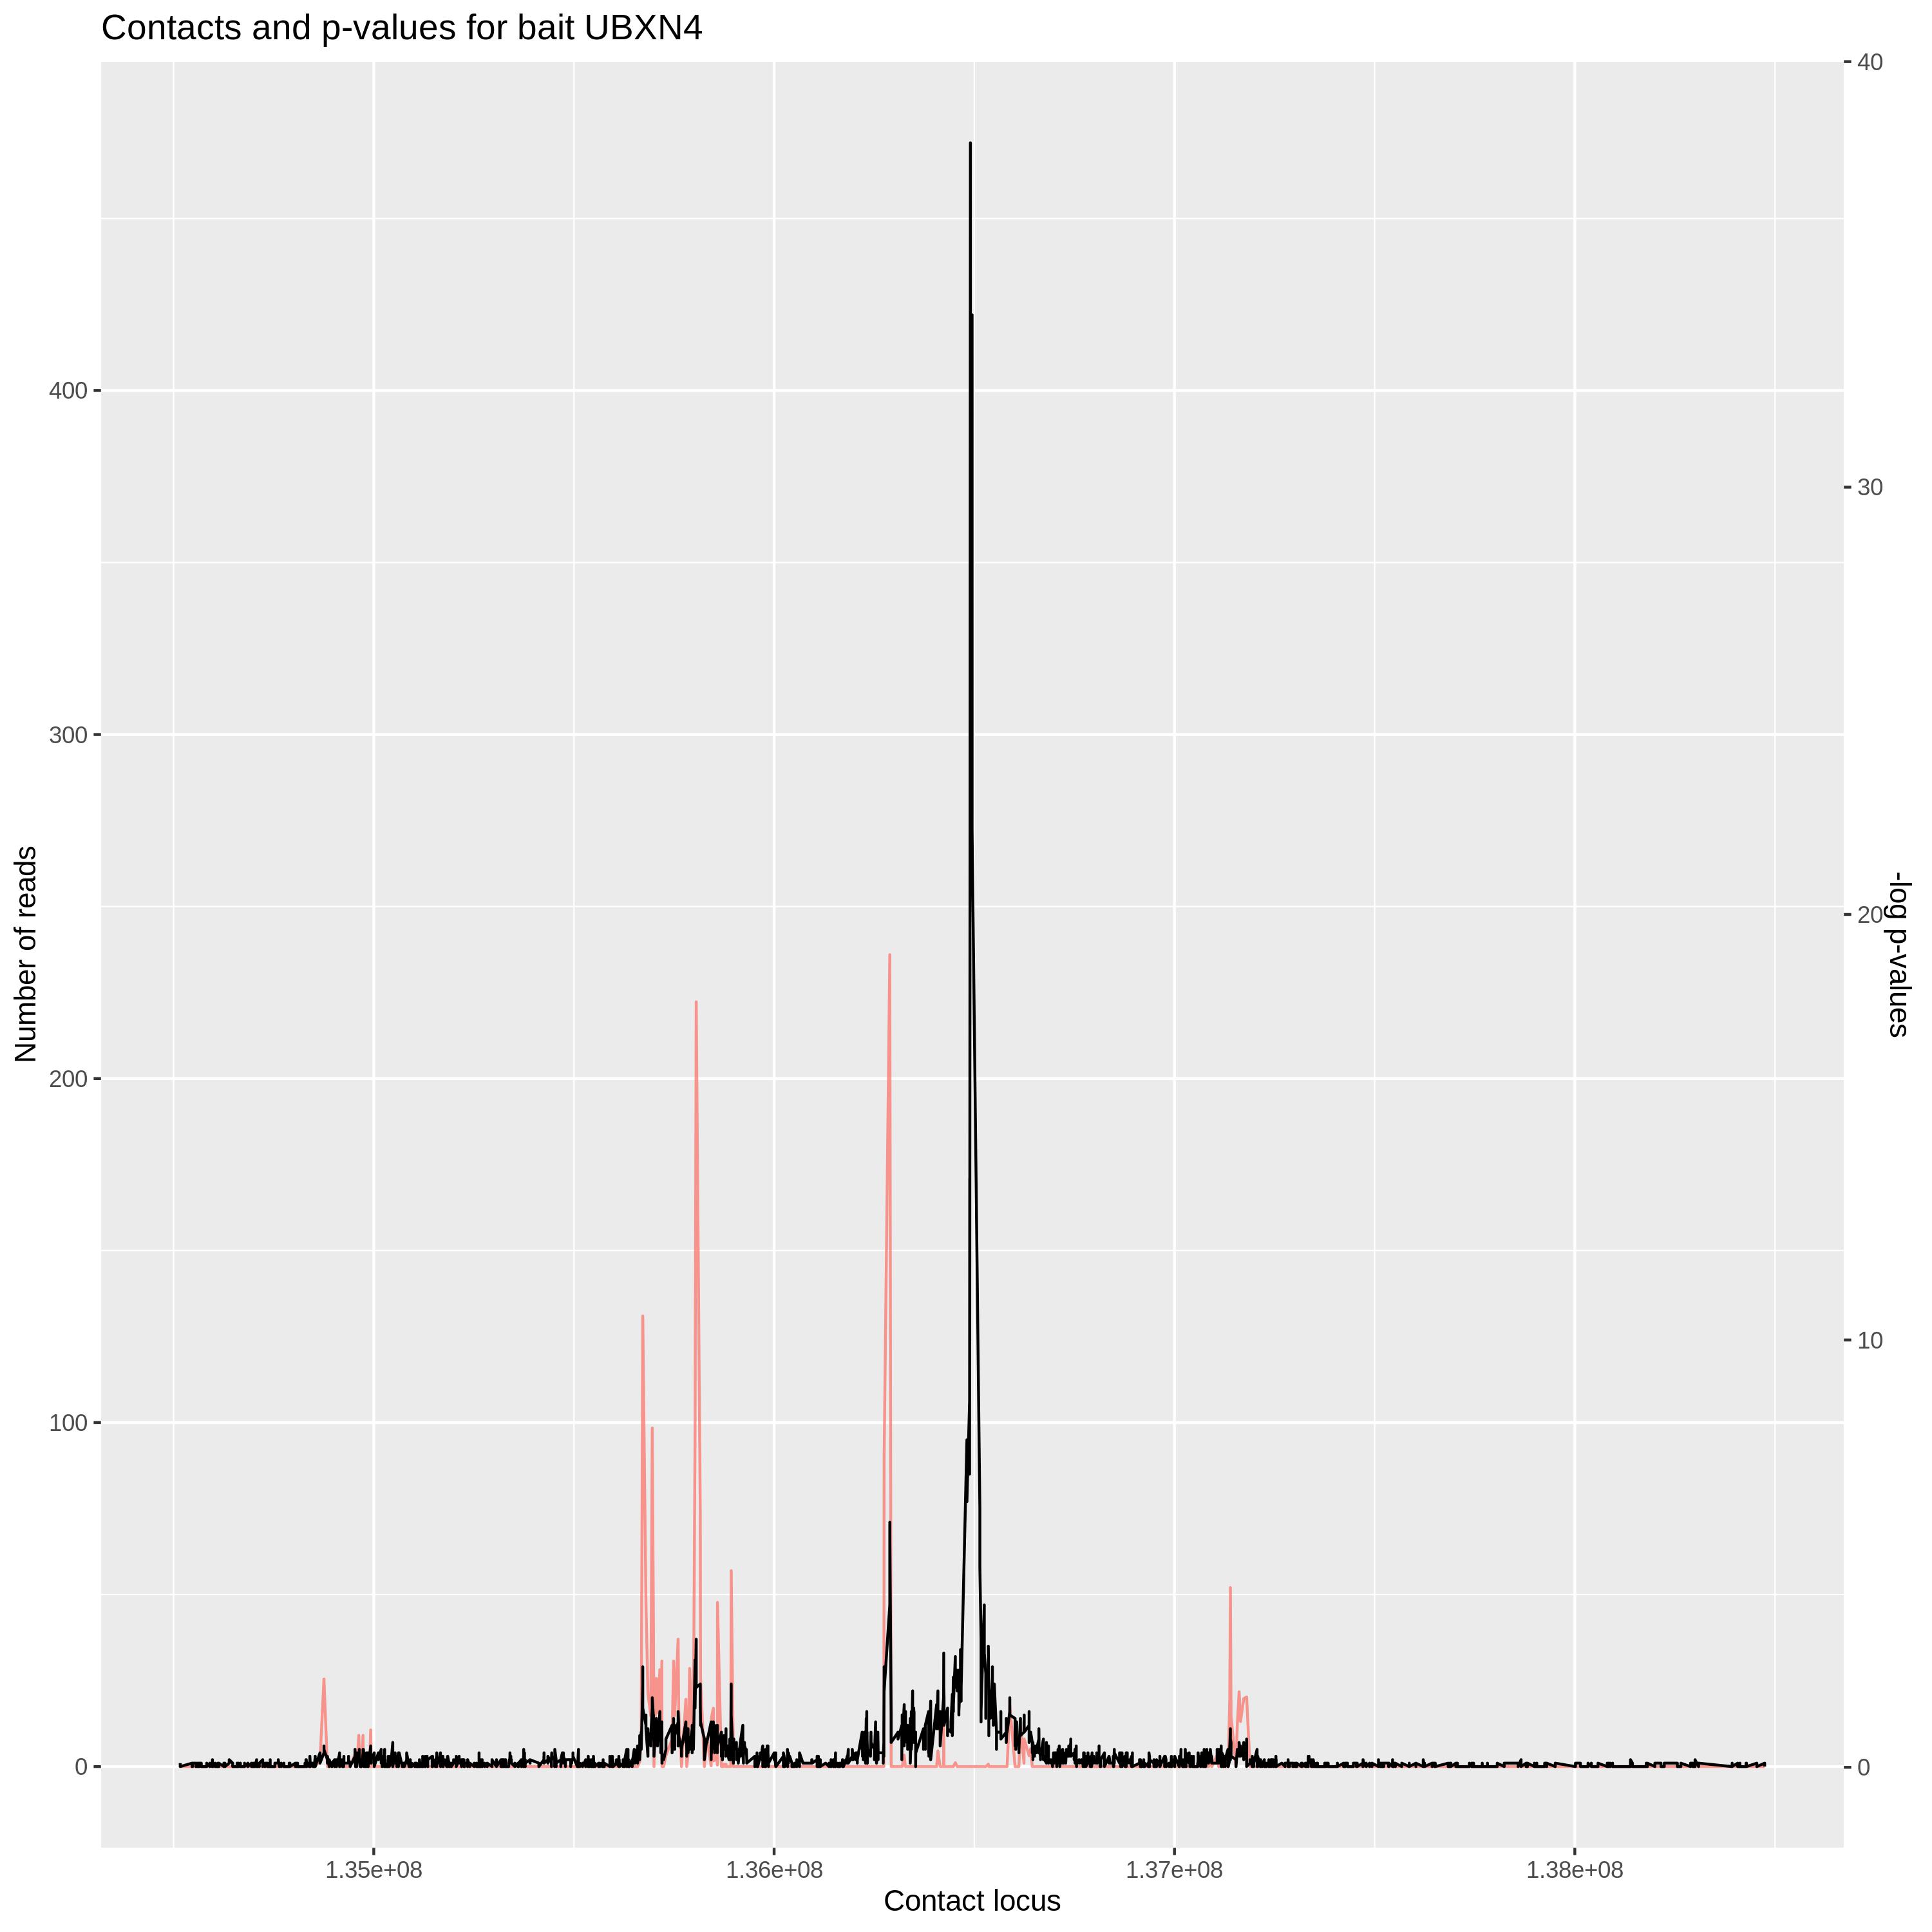 Contacts and p-values for bait UBXN4
40
30
20
10
0
-log p-values
400
300
200
100
0
Number of reads
1.35e+08 1.36e+08 1.37e+08 1.38e+08
Contact locus